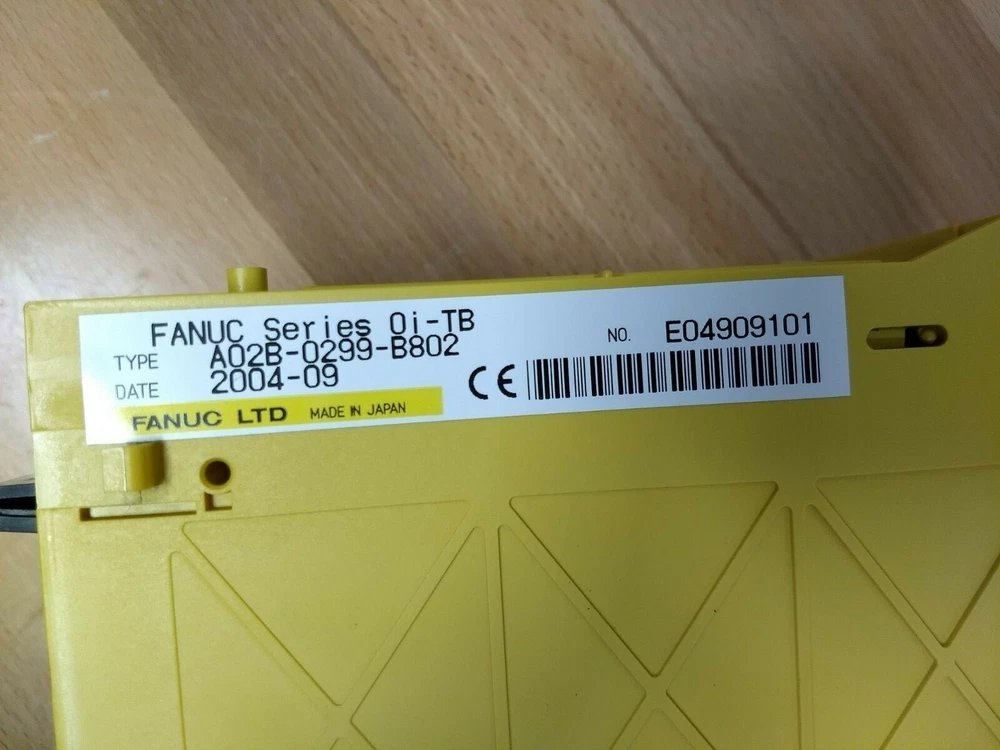 FANUC Series 0i-TB
TYPE A02B-0299-B802
DATE 2004-09
FANUC LTD MADE IN JAPAN
NO. E04909101
CE